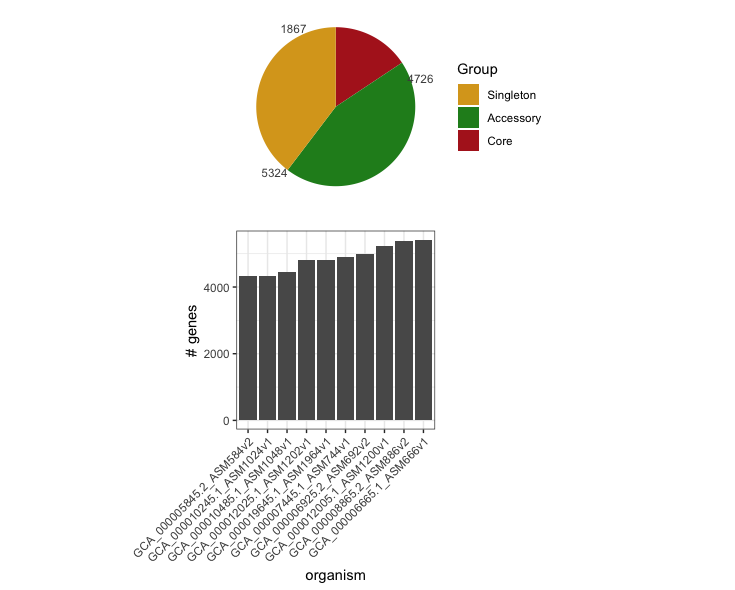 1867
4726
5324
Group
Singleton
Accessory
Core
# genes
4000
2000
0
GCA_000005845.2_ASM584v2
GCA_000010245.1_ASM1024v1
GCA_000010485.1_ASM1048v1
GCA_000012025.1_ASM1202v1
GCA_000019645.1_ASM1964v1
GCA_000007445.1_ASM744v1
GCA_000006925.2_ASM692v2
GCA_000012005.1_ASM1200v1
GCA_000008865.2_ASM886v2
GCA_000006665.1_ASM666v1
organism